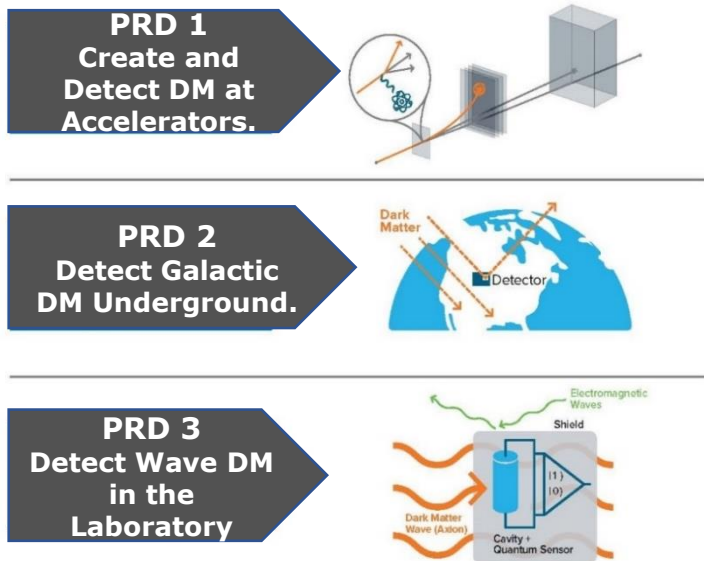 PRD 1
Create and
Detect DM at
Accelerators.
PRD 2
Detect Galactic
DM Underground.
Dark
Matter
Detector
PRD 3
Detect Wave DM
in the
Laboratory
Electromagnetic
Waves
Shield
|1⟩
|0⟩
Dark Matter
Wave (Axion)
Cavity +
Quantum Sensor